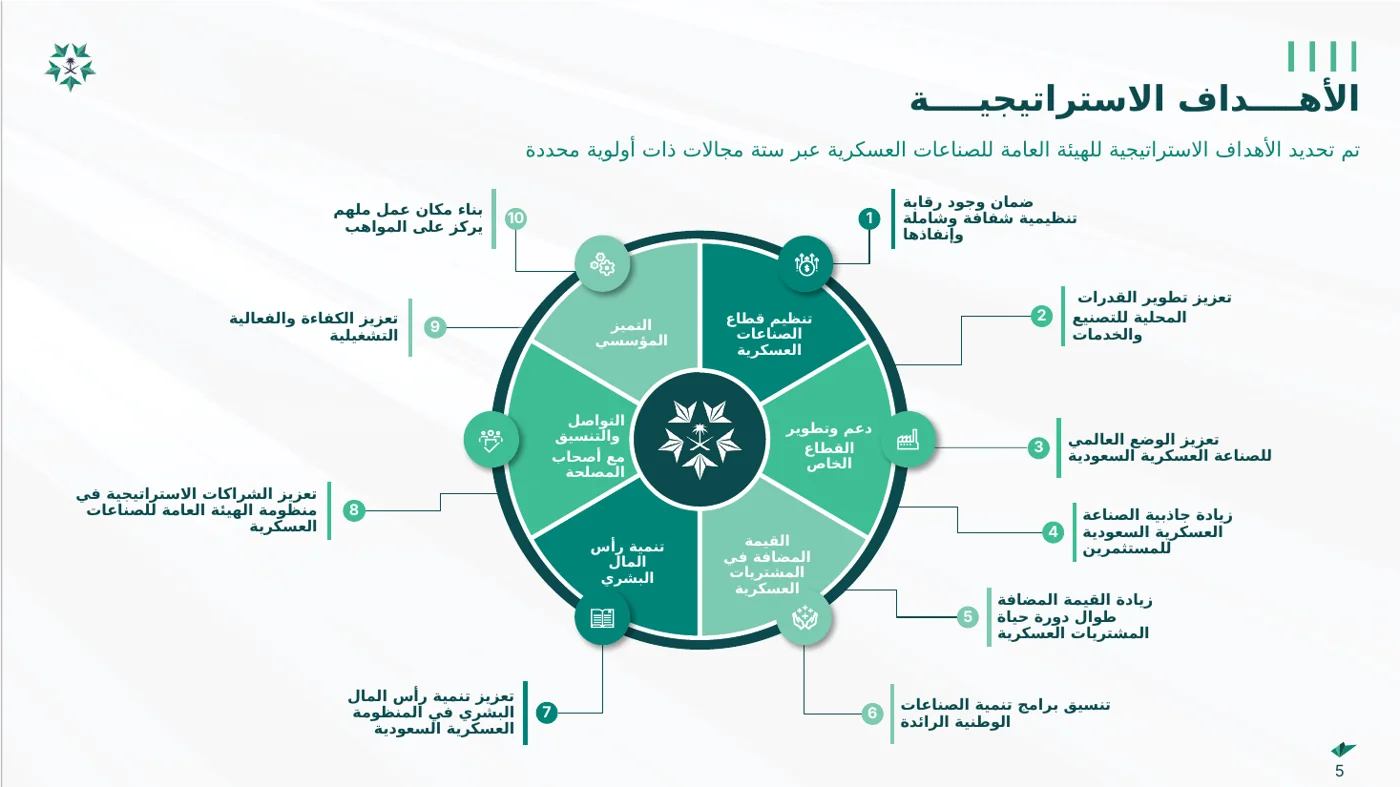 الأهــــداف الاستراتيجيــــة
تم تحديد الأهداف الاستراتيجية للهيئة العامة للصناعات العسكرية عبر ستة مجالات ذات أولوية محددة
1
ضمان وجود رقابة
تنظيمية شفافة وشاملة
وإنفاذها
2
تعزيز تطوير القدرات
المحلية للتصنيع
والخدمات
3
تعزيز الوضع العالمي
للصناعة العسكرية السعودية
4
زيادة جاذبية الصناعة
العسكرية السعودية
للمستثمرين
5
زيادة القيمة المضافة
طوال دورة حياة
المشتريات العسكرية
6
تنسيق برامج تنمية الصناعات
الوطنية الرائدة
7
تعزيز تنمية رأس المال
البشري في المنظومة
العسكرية السعودية
8
تعزيز الشراكات الاستراتيجية في
منظومة الهيئة العامة للصناعات
العسكرية
9
تعزيز الكفاءة والفعالية
التشغيلية
10
بناء مكان عمل ملهم
يركز على المواهب
تنظيم قطاع
الصناعات
العسكرية
دعم وتطوير
القطاع
الخاص
القيمة
المضافة في
المشتريات
العسكرية
تنمية رأس
المال
البشري
التواصل
والتنسيق
مع أصحاب
المصلحة
التميز
المؤسسي
5